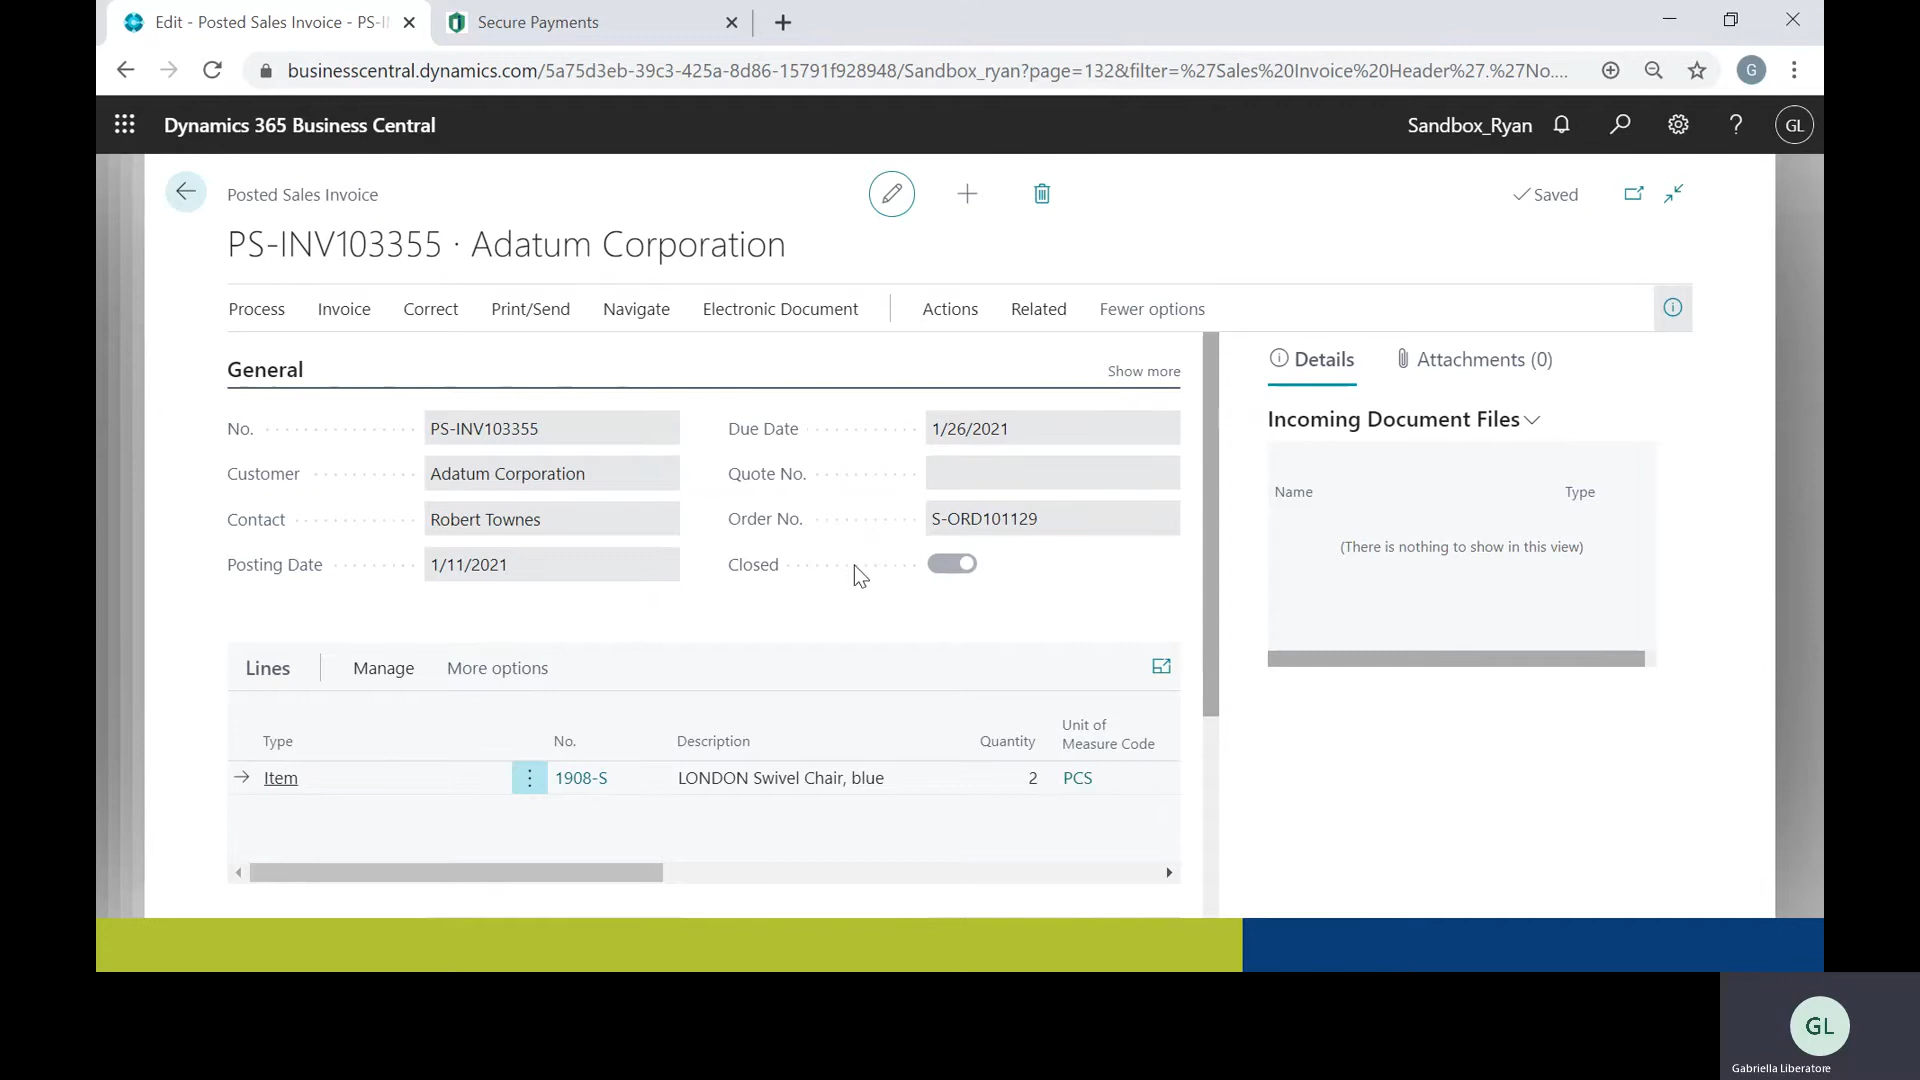 Edit - Posted Sales Invoice - PS-I
Secure Payments
businesscentral.dynamics.com/5a75d3eb-39c3-425a-8d86-15791f928948/Sandbox_ryan?page=132&filter=%27Sales%20Invoice%20Header%27.%27No....
G
Dynamics 365 Business Central
Sandbox_Ryan
?
GL
Posted Sales Invoice
Saved
PS-INV103355 · Adatum Corporation
Process Invoice Correct Print/Send Navigate Electronic Document Actions Related Fewer options
General
Show more
No. PS-INV103355
Customer Adatum Corporation
Contact Robert Townes
Posting Date 1/11/2021
Due Date 1/26/2021
Quote No.
Order No. S-ORD101129
Closed
Lines Manage More options
Type No. Description Quantity Unit of
Measure Code
Item 1908-S LONDON Swivel Chair, blue 2 PCS
Details Attachments (0)
Incoming Document Files
Name Type
(There is nothing to show in this view)
GL
Gabriella Liberatore